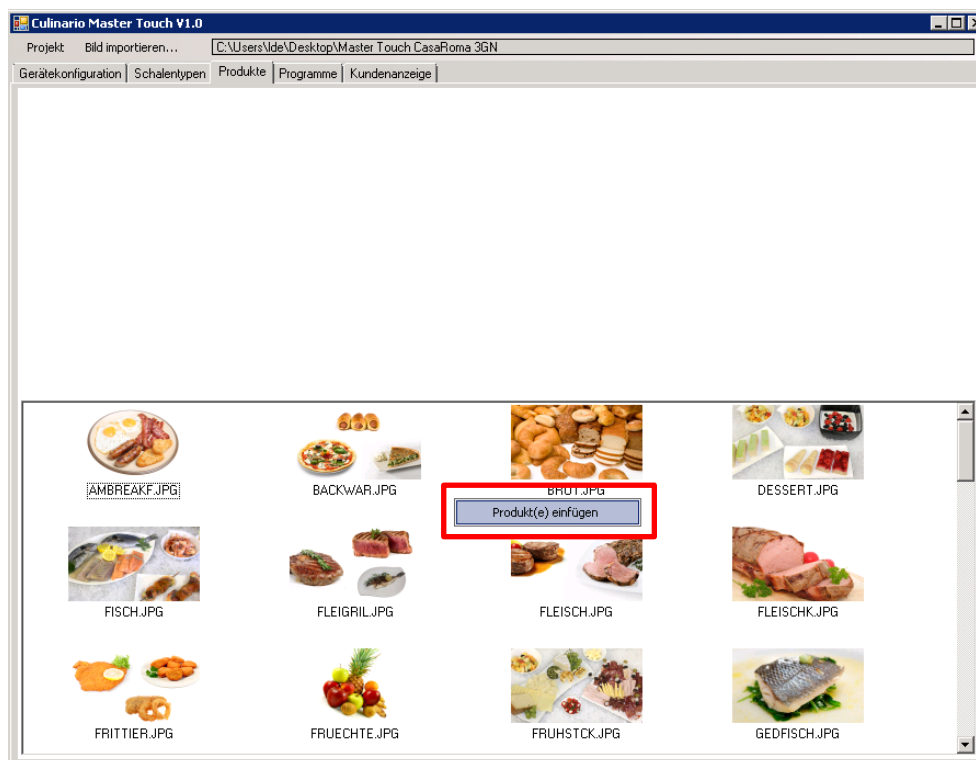 Culinario Master Touch V1.0
Projekt Bild importieren... C:\Users\lde\Desktop\Master Touch CasaRoma 3GN
Gerätekonfiguration Schalentypen Produkte Programme Kundenanzeige
AMBREAKF.JPG BACKWAR.JPG BROT.JPG DESSERT.JPG
Produkt(e) einfügen
FISCH.JPG FLEIGRIL.JPG FLEISCH.JPG FLEISCHK.JPG
FRITTIER.JPG FRUECHTE.JPG FRUHSTCK.JPG GEDFISCH.JPG